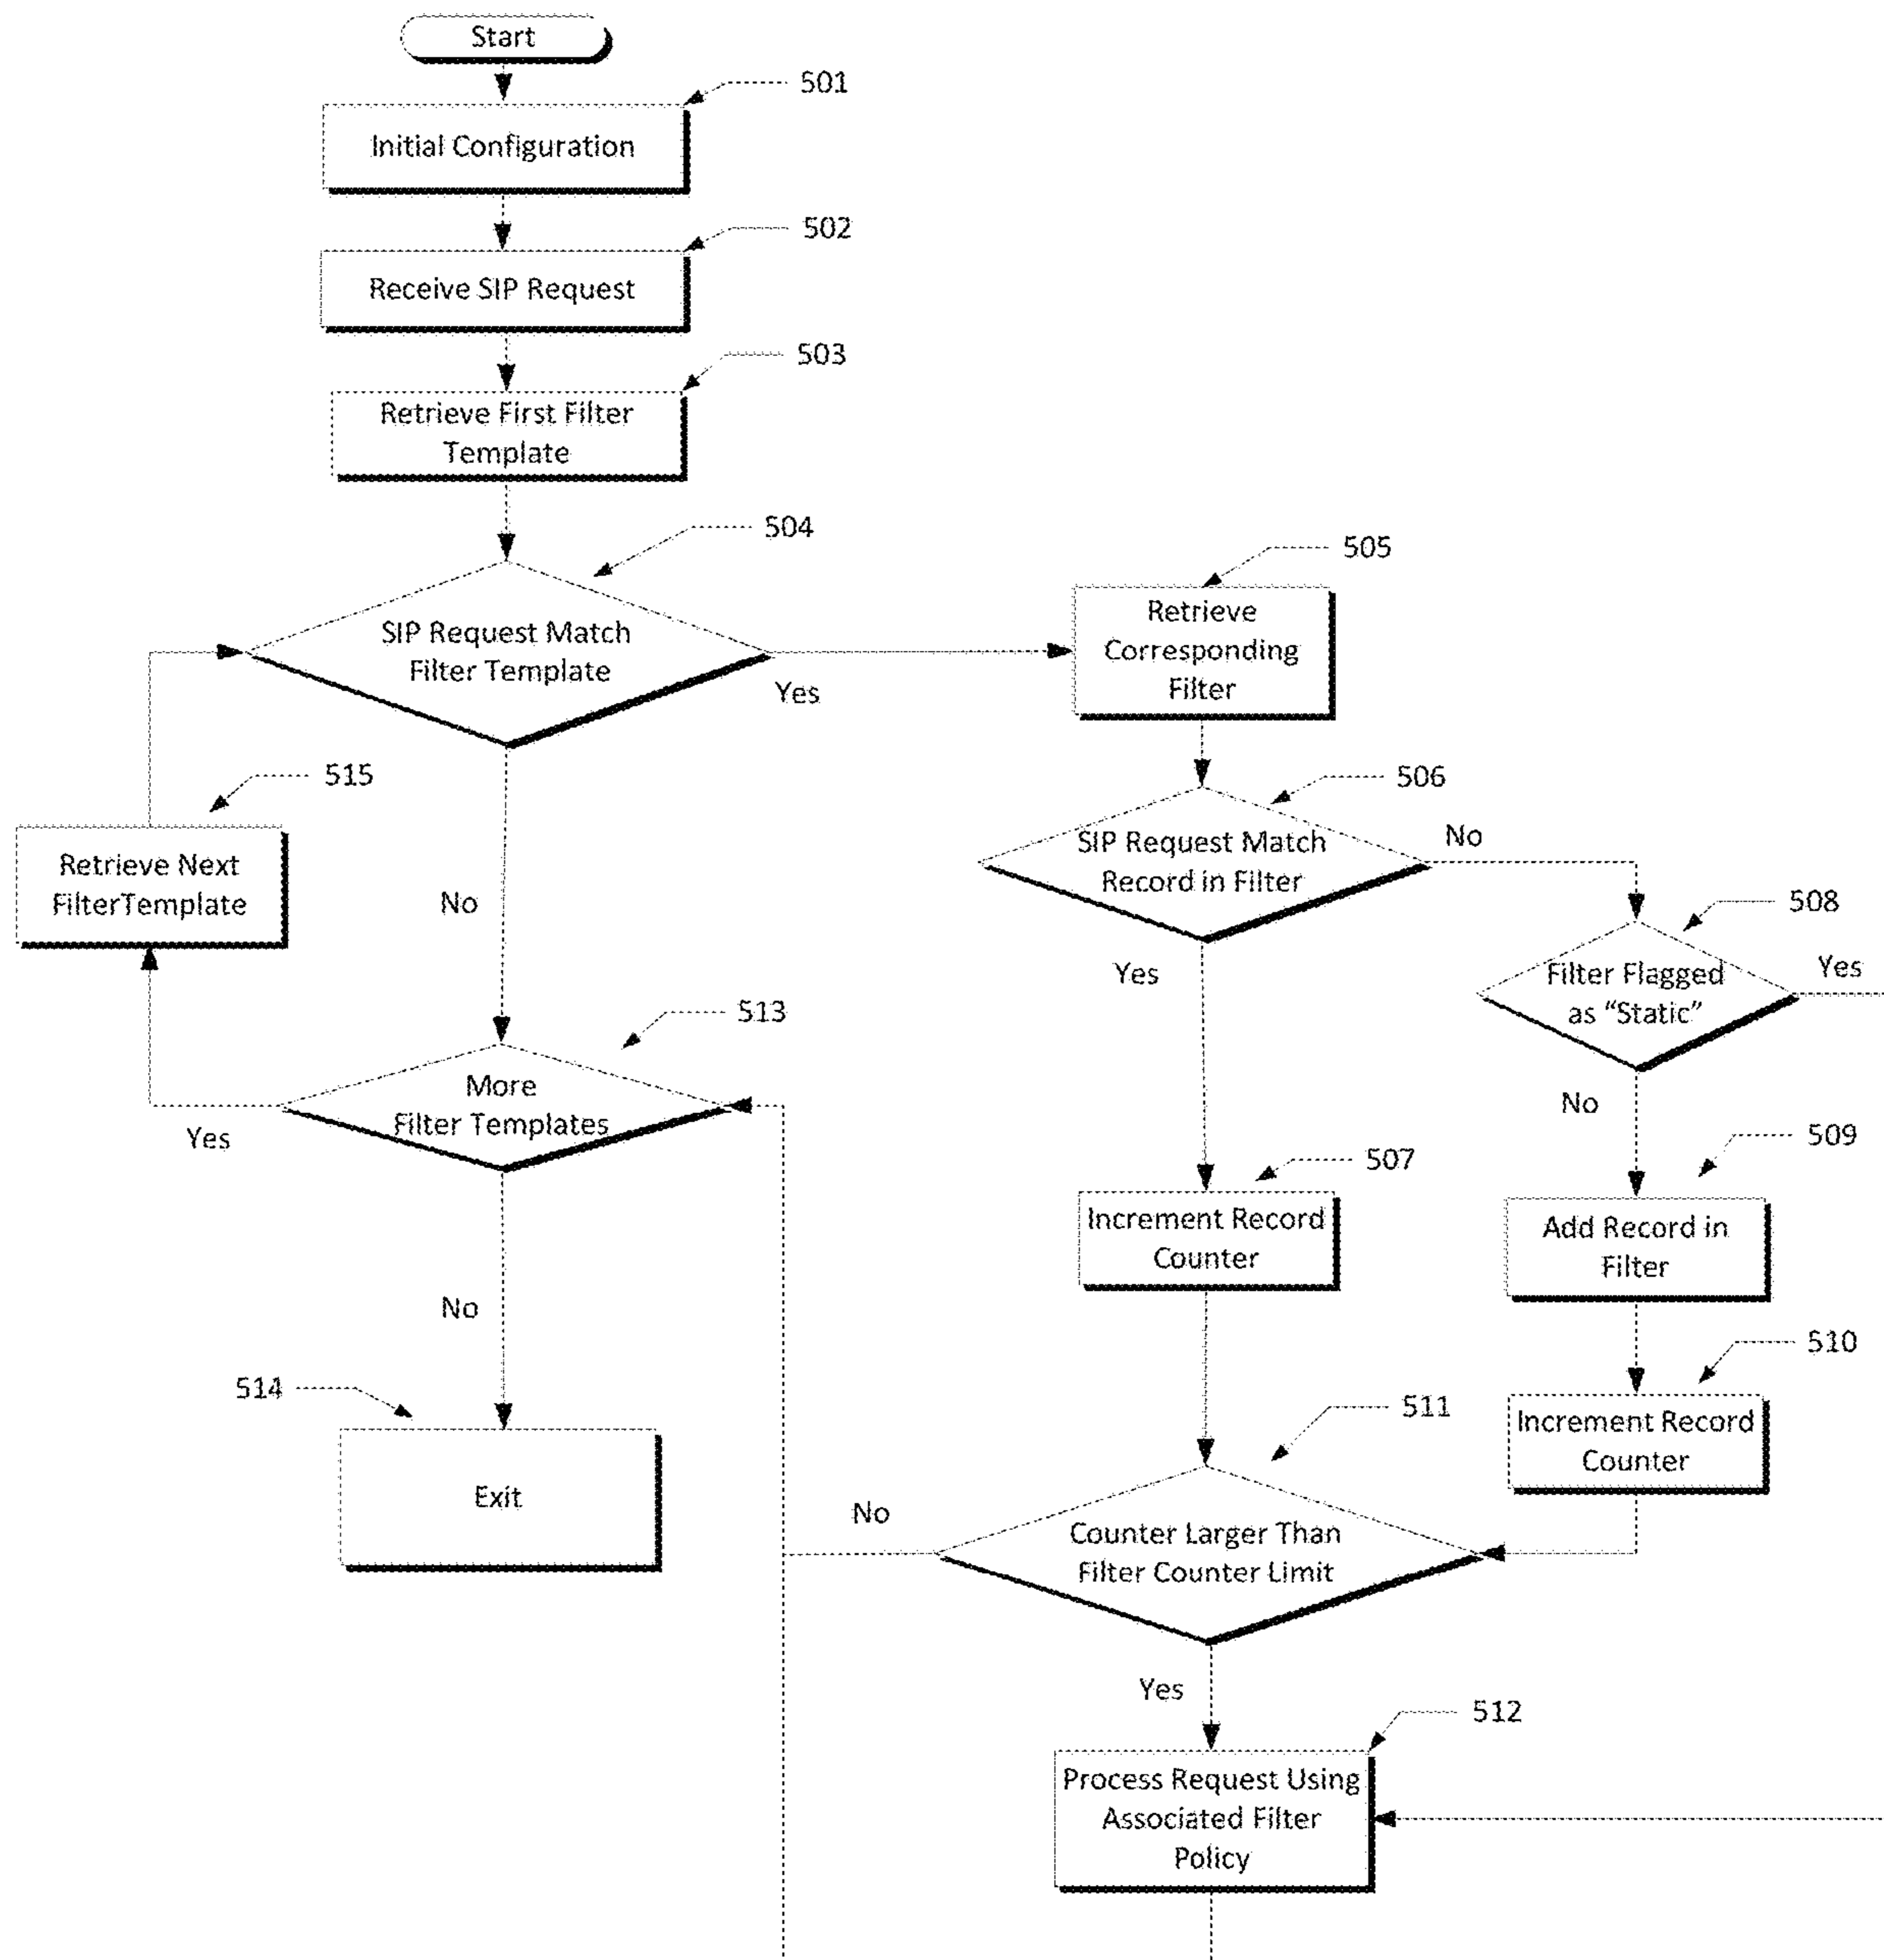 Start
501
Initial Configuration
502
Receive SIP Request
503
Retrieve First Filter
Template
504
SIP Request Match
Filter Template
Yes
No
505
Retrieve
Corresponding
Filter
506
SIP Request Match
Record in Filter
No
Yes
515
Retrieve Next
FilterTemplate
508
Filter Flagged
as “Static”
Yes
No
513
More
Filter Templates
Yes
No
507
Increment Record
Counter
509
Add Record in
Filter
510
Increment Record
Counter
514
Exit
511
Counter Larger Than
Filter Counter Limit
No
Yes
512
Process Request Using
Associated Filter
Policy